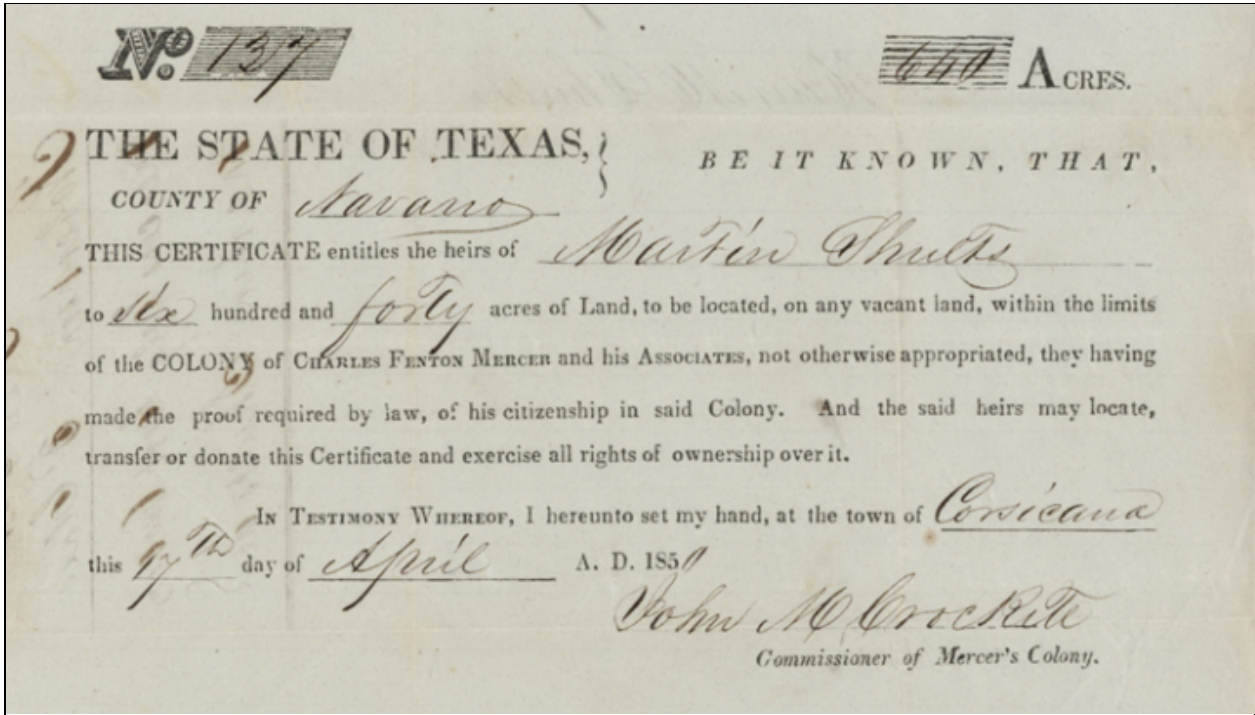 No. 137 640 ACRES.
THE STATE OF TEXAS, } BE IT KNOWN, THAT,
COUNTY OF Navarro
THIS CERTIFICATE entitles the heirs of Martin Shults
to six hundred and forty acres of Land, to be located, on any vacant land, within the limits
of the COLONY of CHARLES FENTON MERCER and his ASSOCIATES, not otherwise appropriated, they having
made the proof required by law, of his citizenship in said Colony. And the said heirs may locate,
transfer or donate this Certificate and exercise all rights of ownership over it.
IN TESTIMONY WHEREOF, I hereunto set my hand, at the town of Corsicana
this day of April A. D. 1850
John M Crockett
Commissioner of Mercer's Colony.